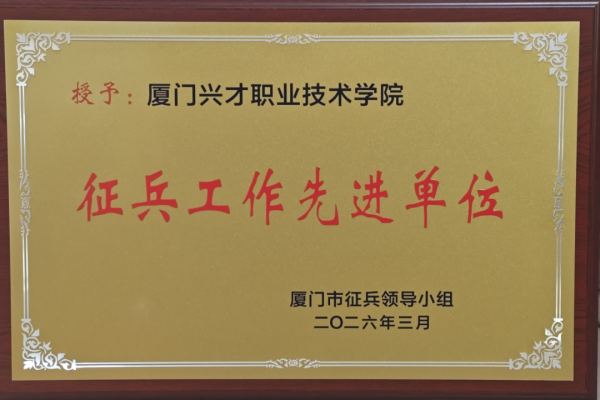 授予：厦门兴才职业技术学院
征兵工作先进单位
厦门市征兵领导小组
二〇二六年三月